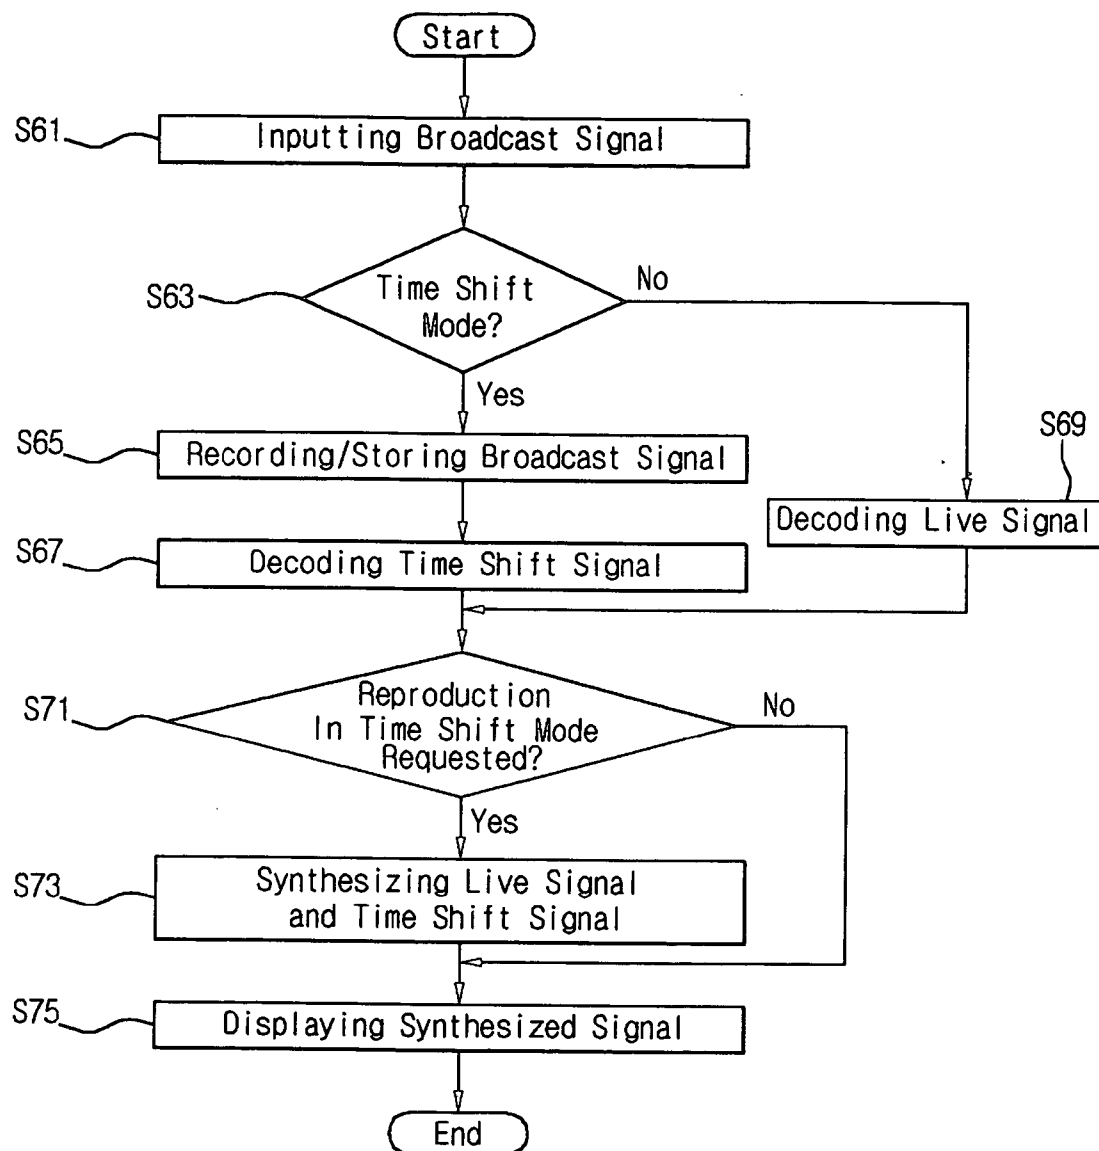 Start
S61
Inputting Broadcast Signal
S63
Time Shift
Mode?
No
Yes
S65
Recording/Storing Broadcast Signal
S69
Decoding Live Signal
S67
Decoding Time Shift Signal
S71
Reproduction
In Time Shift Mode
Requested?
No
Yes
S73
Synthesizing Live Signal
and Time Shift Signal
S75
Displaying Synthesized Signal
End